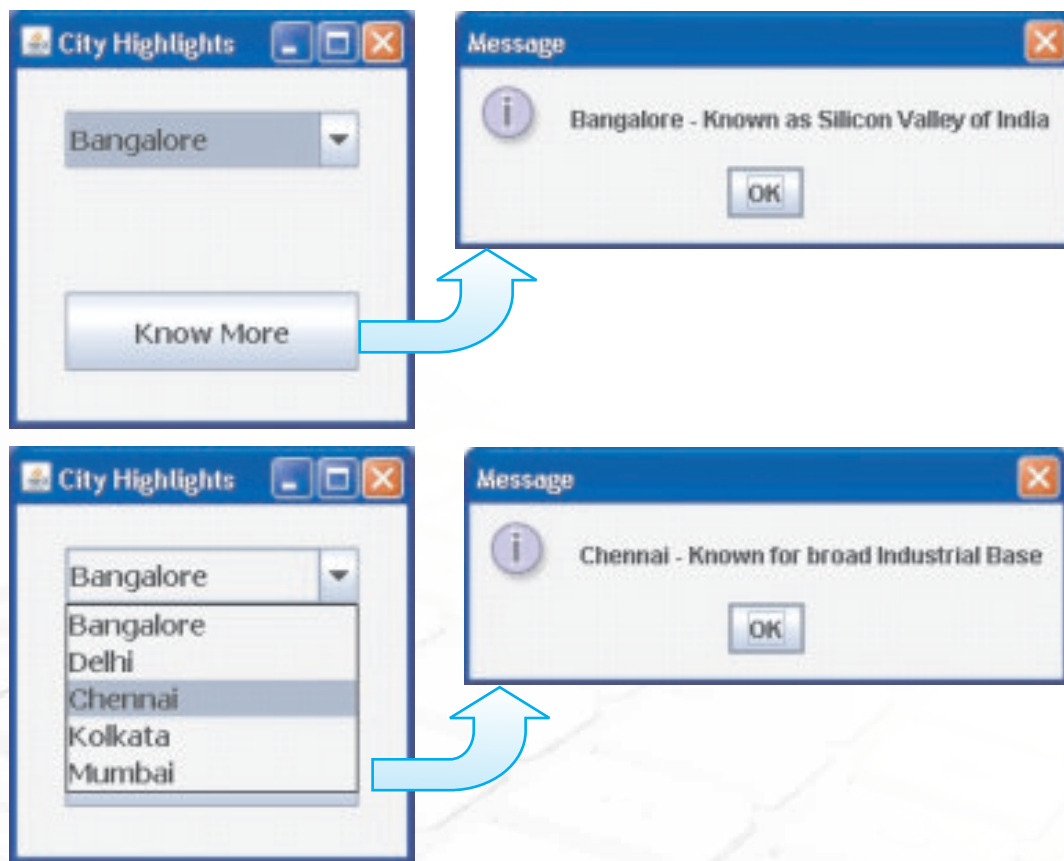 City Highlights
Bangalore
Know More
Message
Bangalore - Known as Silicon Valley of India
OK
City Highlights
Bangalore
Bangalore
Delhi
Chennai
Kolkata
Mumbai
Message
Chennai - Known for broad Industrial Base
OK